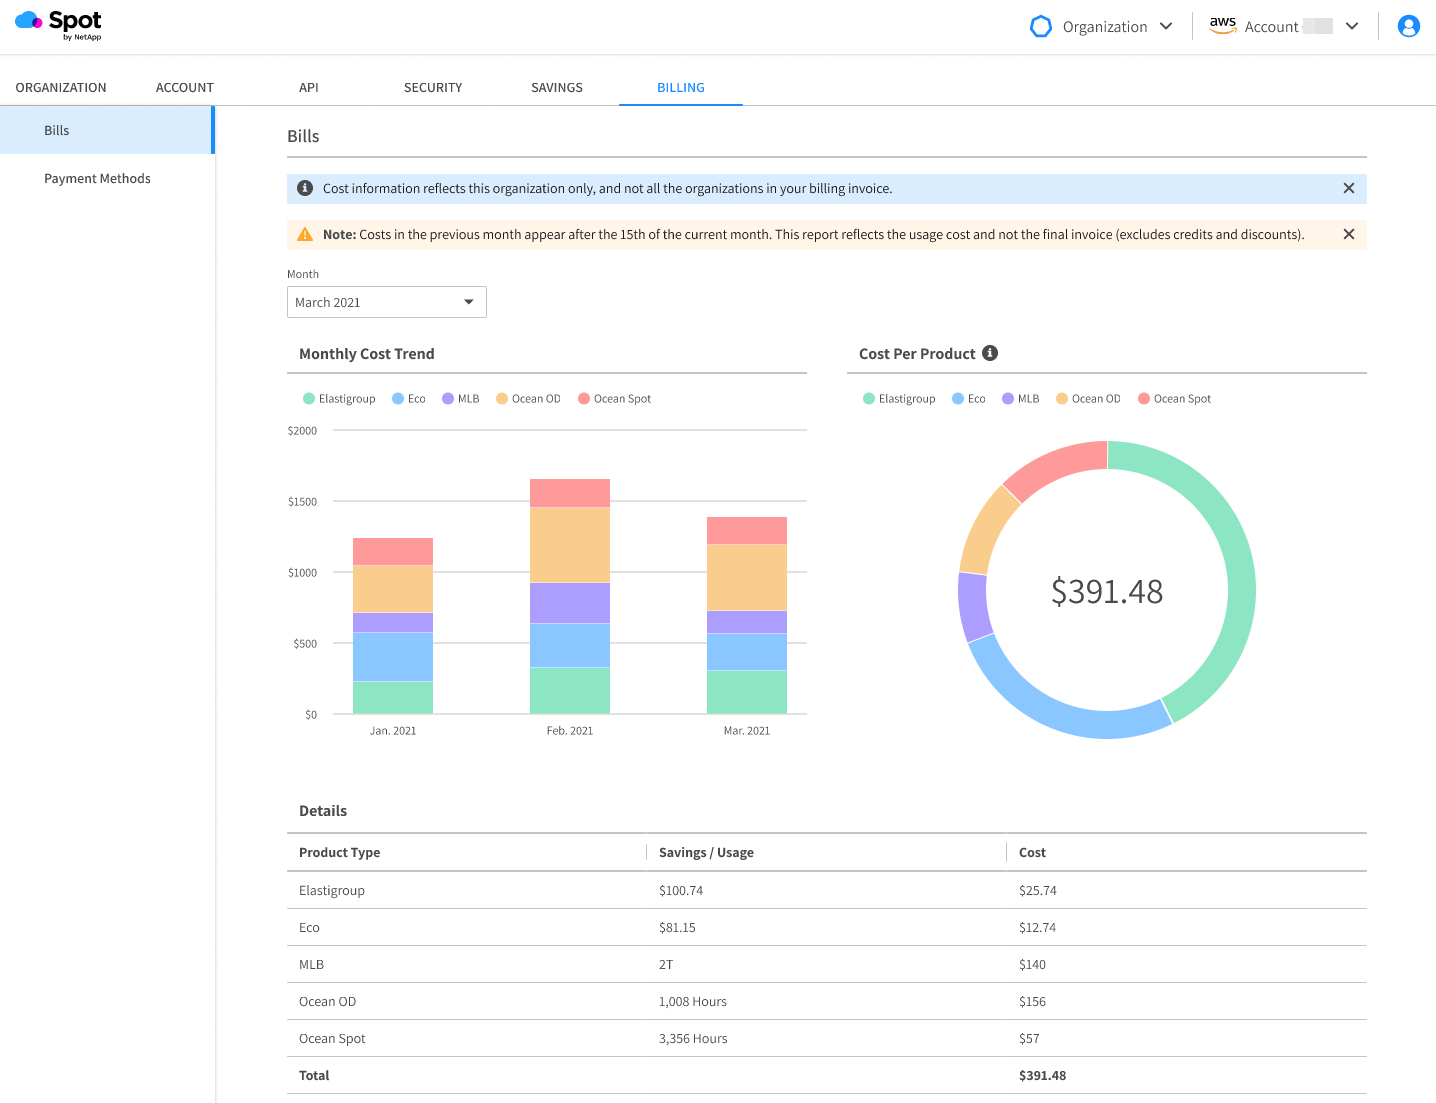 Spot
by NetApp
Organization
aws Account
ORGANIZATION ACCOUNT API SECURITY SAVINGS BILLING
Bills
Payment Methods
Bills
Cost information reflects this organization only, and not all the organizations in your billing invoice.
Note: Costs in the previous month appear after the 15th of the current month. This report reflects the usage cost and not the final invoice (excludes credits and discounts).
Month
March 2021
Monthly Cost Trend
Elastigroup Eco MLB Ocean OD Ocean Spot
$2000
$1500
$1000
$500
$0
Jan. 2021 Feb. 2021 Mar. 2021
Cost Per Product
Elastigroup Eco MLB Ocean OD Ocean Spot
$391.48
Details
Product Type Savings / Usage Cost
Elastigroup $100.74 $25.74
Eco $81.15 $12.74
MLB 2T $140
Ocean OD 1,008 Hours $156
Ocean Spot 3,356 Hours $57
Total $391.48